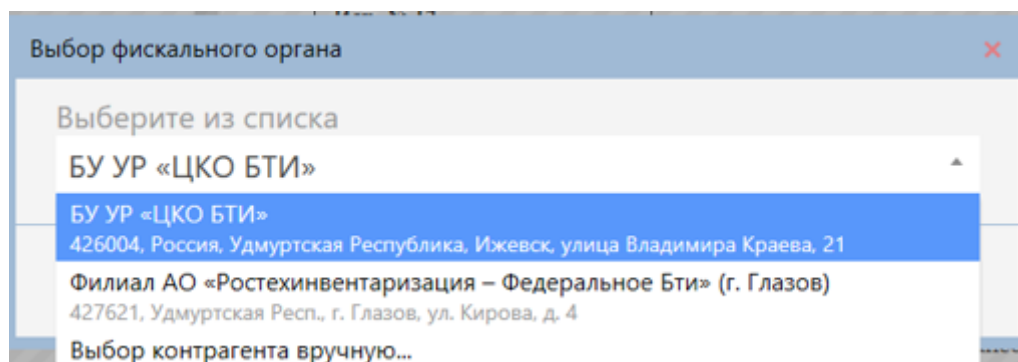 Выбор фискального органа
Выберите из списка
БУ УР «ЦКО БТИ»
БУ УР «ЦКО БТИ»
426004, Россия, Удмуртская Республика, Ижевск, улица Владимира Краева, 21
Филиал АО «Ростехинвентаризация – Федеральное Бти» (г. Глазов)
427621, Удмуртская Респ., г. Глазов, ул. Кирова, д. 4
Выбор контрагента вручную...